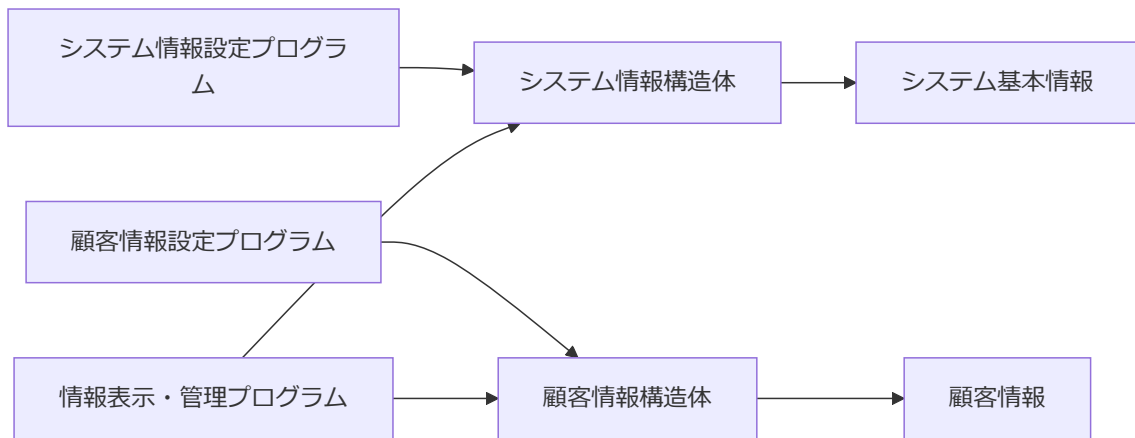 システム情報設定プログラ
ム
システム情報構造体
システム基本情報
顧客情報設定プログラム
情報表示・管理プログラム
顧客情報構造体
顧客情報